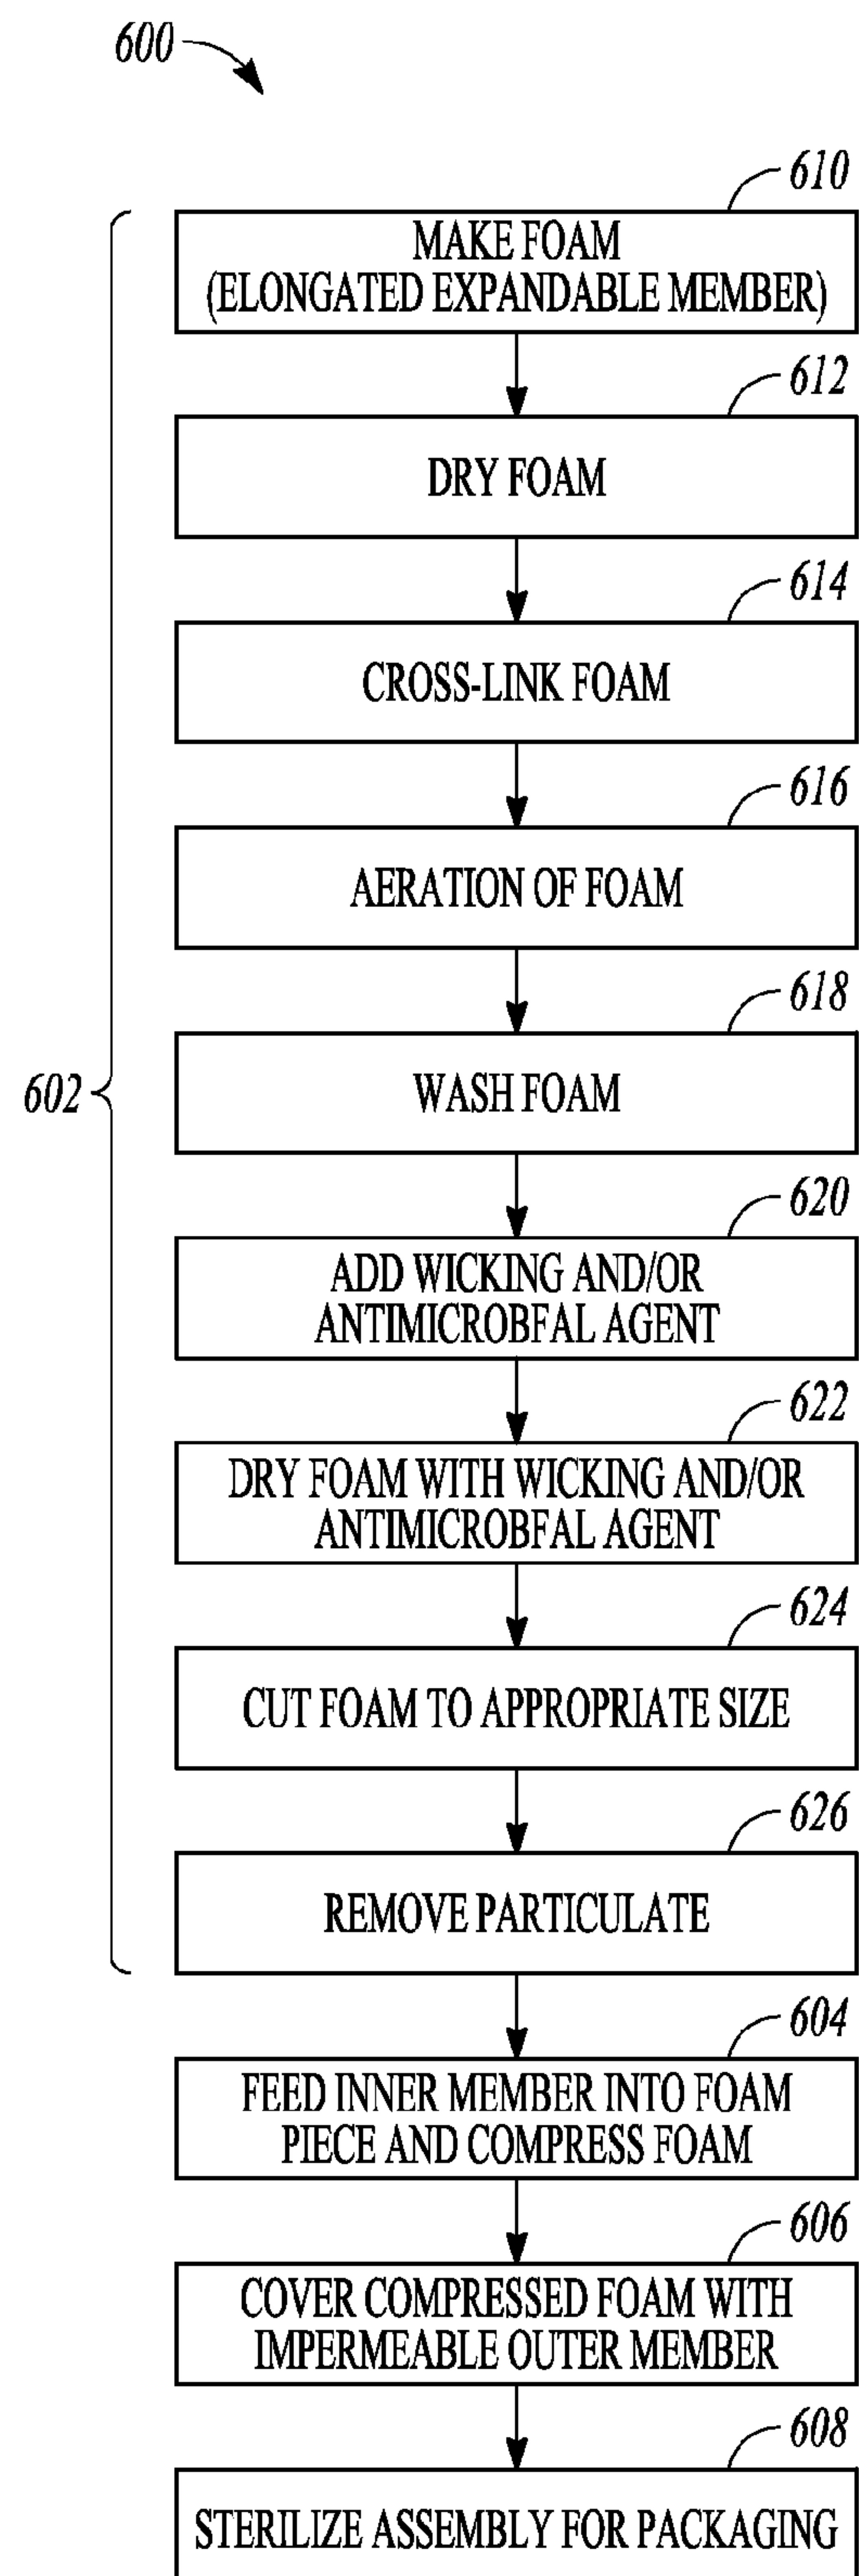 600
610
MAKE FOAM
(ELONGATED EXPANDABLE MEMBER)
612
DRY FOAM
614
CROSS-LINK FOAM
616
AERATION OF FOAM
618
602
WASH FOAM
620
ADD WICKING AND/OR
ANTIMICROBFAL AGENT
622
DRY FOAM WITH WICKING AND/OR
ANTIMICROBFAL AGENT
624
CUT FOAM TO APPROPRIATE SIZE
626
REMOVE PARTICULATE
604
FEED INNER MEMBER INTO FOAM
PIECE AND COMPRESS FOAM
606
COVER COMPRESSED FOAM WITH
IMPERMEABLE OUTER MEMBER
608
STERILIZE ASSEMBLY FOR PACKAGING